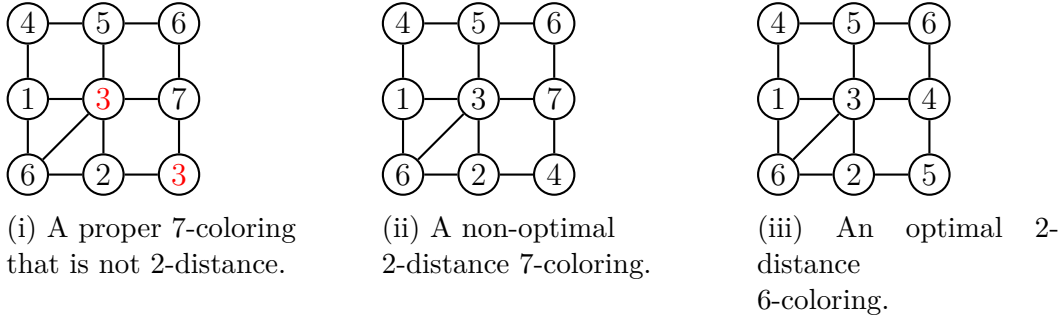 4 5 6
1 3 7
6 2 3
(i) A proper 7-coloring
that is not 2-distance.
4 5 6
1 3 7
6 2 4
(ii) A non-optimal
2-distance 7-coloring.
4 5 6
1 3 4
6 2 5
(iii) An optimal 2-
distance
6-coloring.